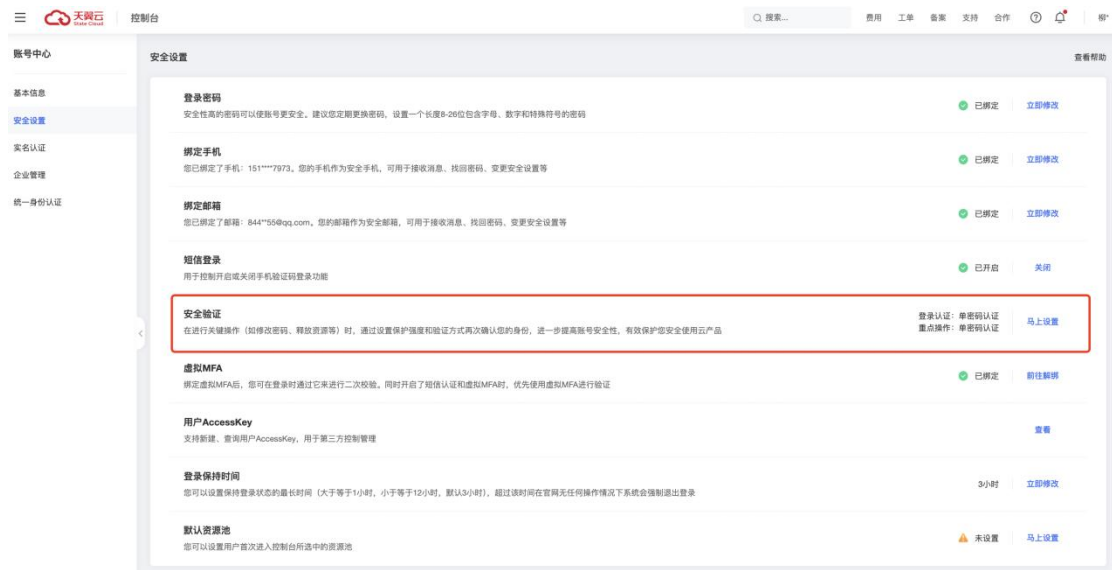 天翼云
State Cloud
控制台
搜索...
费用
工单
备案
支持
合作
柳*
账号中心
基本信息
安全设置
实名认证
企业管理
统一身份认证
安全设置
查看帮助
登录密码
安全性高的密码可以使账号更安全。建议您定期更换密码，设置一个长度8-26位包含字母、数字和特殊符号的密码
已绑定
立即修改
绑定手机
您已绑定了手机：151****7973。您的手机作为安全手机，可用于接收消息、找回密码、变更安全设置等
已绑定
立即修改
绑定邮箱
您已绑定了邮箱：844**55@qq.com。您的邮箱作为安全邮箱，可用于接收消息、找回密码、变更安全设置等
已绑定
立即修改
短信登录
用于控制开启或关闭手机验证码登录功能
已开启
关闭
安全验证
在进行关键操作（如修改密码、释放资源等）时，通过设置保护强度和验证方式再次确认您的身份，进一步提高账号安全性，有效保护您安全使用云产品
登录认证：单密码认证
重点操作：单密码认证
马上设置
虚拟MFA
绑定虚拟MFA后，您可在登录时通过它来进行二次校验。同时开启了短信认证和虚拟MFA时，优先使用虚拟MFA进行验证
已绑定
前往解绑
用户AccessKey
支持新建、查询用户AccessKey，用于第三方控制管理
查看
登录保持时间
您可以设置保持登录状态的最长时间（大于等于1小时，小于等于12小时，默认3小时），超过该时间在官网无任何操作情况下系统会强制退出登录
3小时
立即修改
默认资源池
您可以设置用户首次进入控制台所选中的资源池
未设置
马上设置